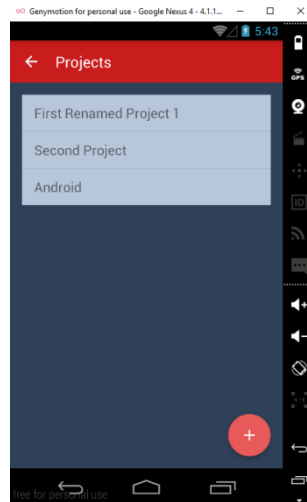 Genymotion for personal use - Google Nexus 4 - 4.1.1...
5:43
Projects
GPS
First Renamed Project 1
Second Project
Android
ID
free for personal use